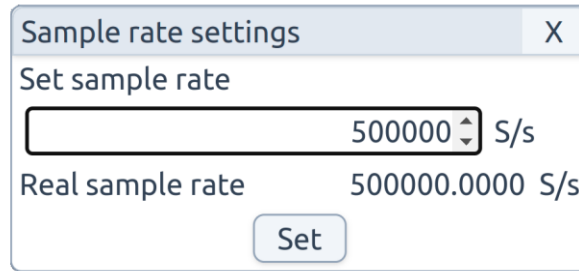 Sample rate settings X
Set sample rate
500000 S/s
Real sample rate 500000.0000 S/s
Set